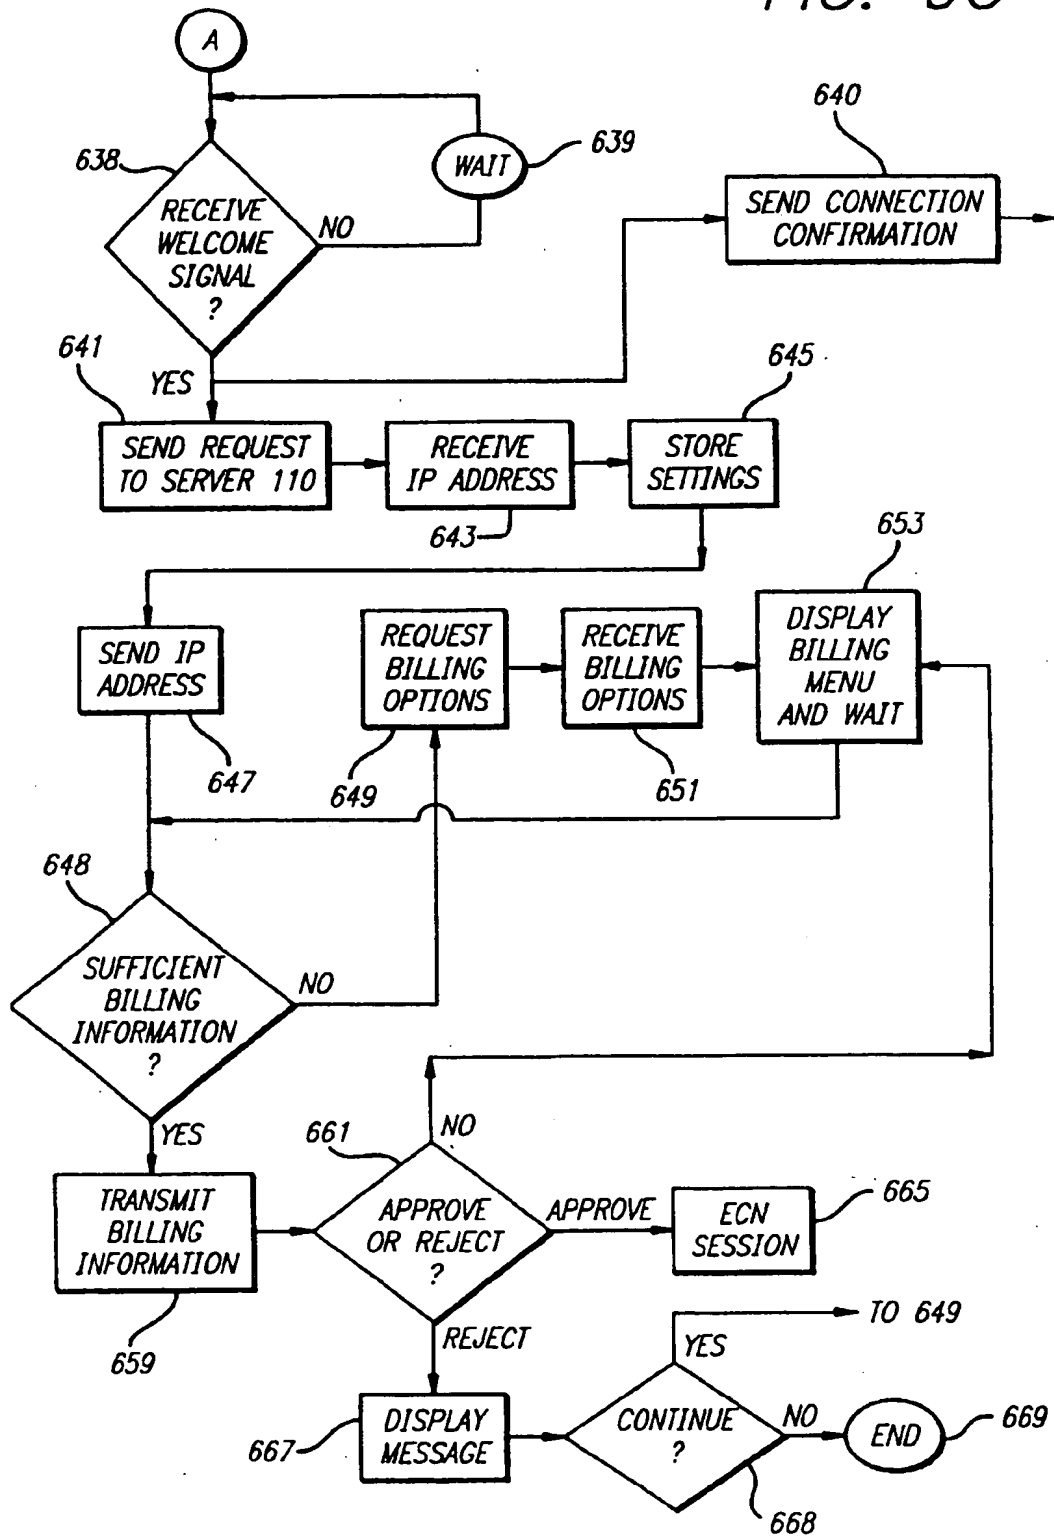 A
638
WAIT
639
640
RECEIVE
WELCOME
SIGNAL
?
NO
SEND CONNECTION
CONFIRMATION
641
YES
645
SEND REQUEST
TO SERVER 110
RECEIVE
IP ADDRESS
STORE
SETTINGS
643
653
SEND IP
ADDRESS
REQUEST
BILLING
OPTIONS
RECEIVE
BILLING
OPTIONS
DISPLAY
BILLING
MENU
AND WAIT
647
649
651
648
SUFFICIENT
BILLING
INFORMATION
?
NO
YES
661
NO
TRANSMIT
BILLING
INFORMATION
APPROVE
OR REJECT
?
APPROVE
ECN
SESSION
665
659
REJECT
YES
TO 649
667
DISPLAY
MESSAGE
CONTINUE
?
NO
END
669
668